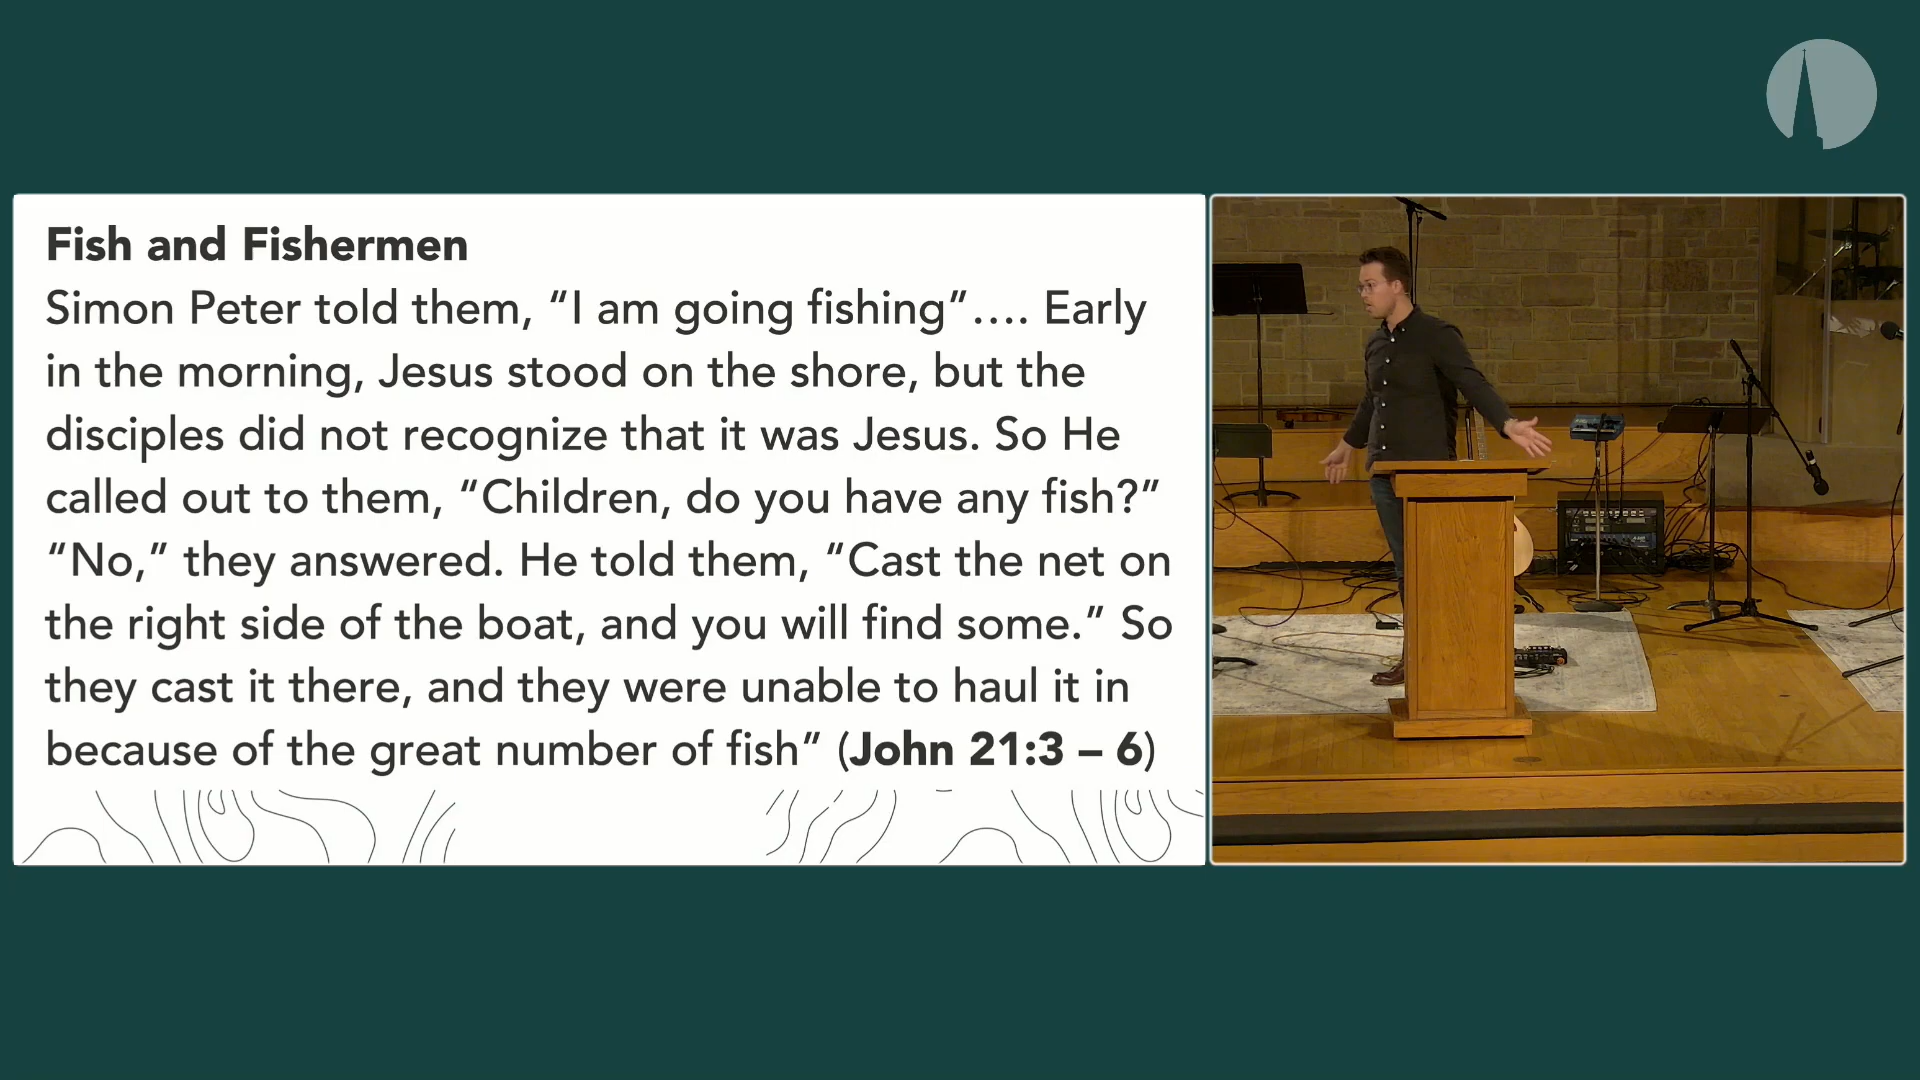 Fish and Fishermen
Simon Peter told them, “I am going fishing”…. Early
in the morning, Jesus stood on the shore, but the
disciples did not recognize that it was Jesus. So He
called out to them, “Children, do you have any fish?”
“No,” they answered. He told them, “Cast the net on
the right side of the boat, and you will find some.” So
they cast it there, and they were unable to haul it in
because of the great number of fish” (John 21:3 – 6)